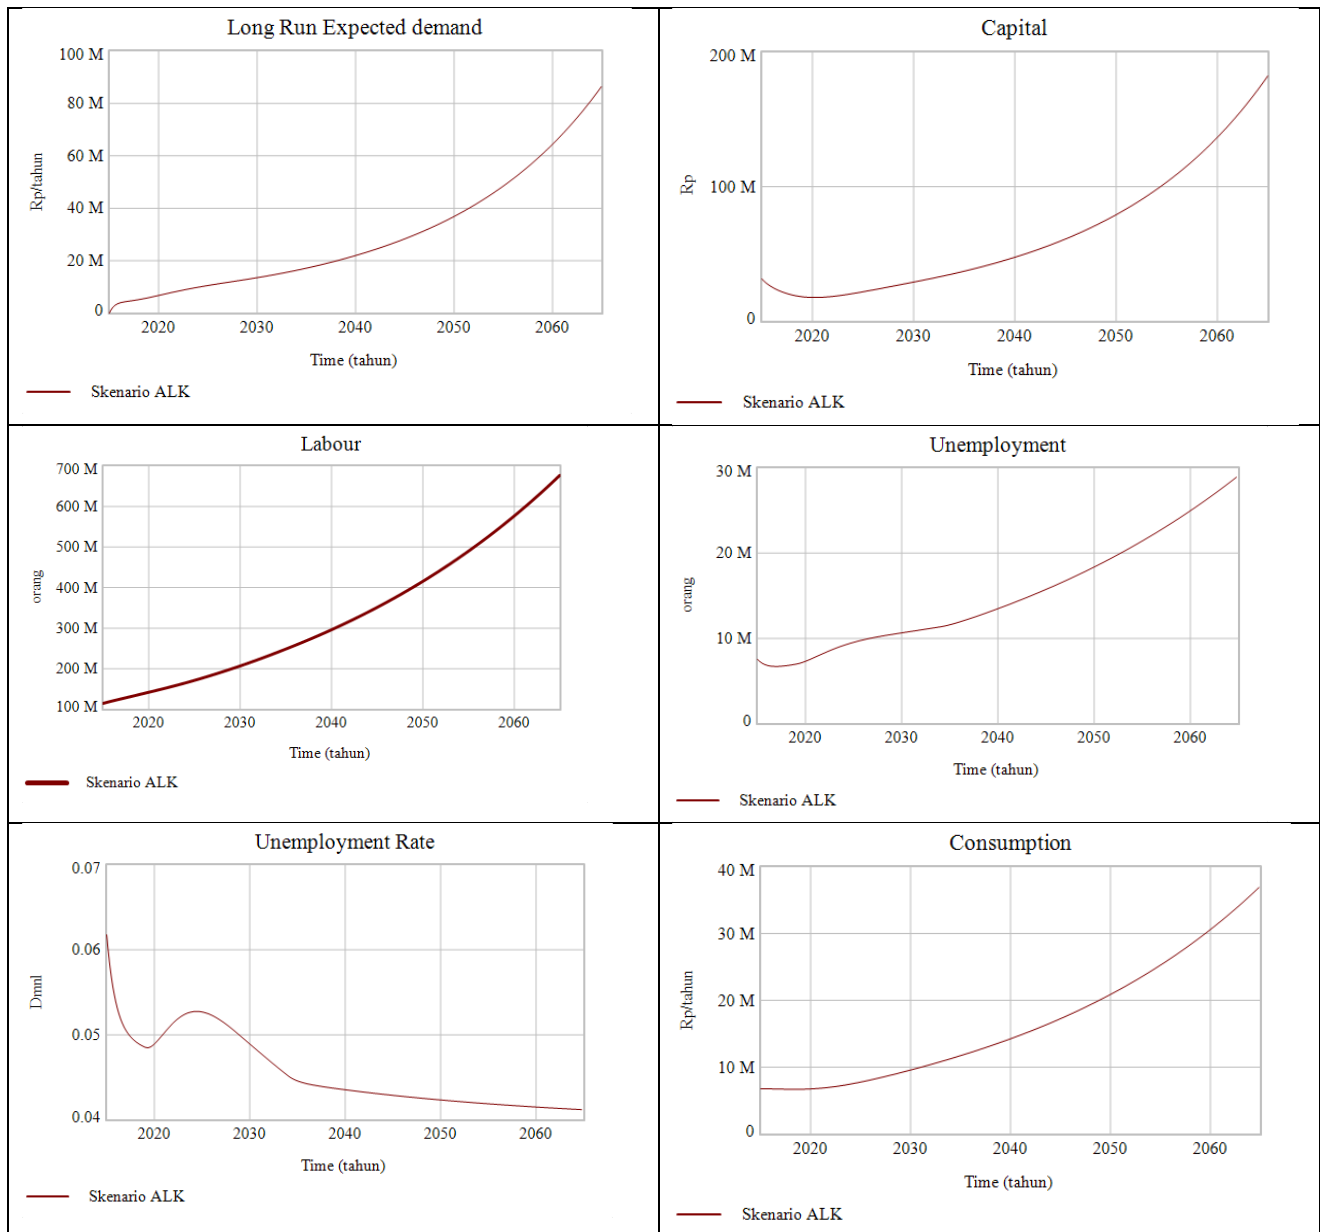 Long Run Expected demand
100 M
80 M
60 M
40 M
20 M
0
Rp/tahun
2020 2030 2040 2050 2060
Time (tahun)
Skenario ALK
Capital
200 M
100 M
0
Rp
2020 2030 2040 2050 2060
Time (tahun)
Skenario ALK
Labour
700 M
600 M
500 M
400 M
300 M
200 M
100 M
orang
2020 2030 2040 2050 2060
Time (tahun)
Skenario ALK
Unemployment
30 M
20 M
10 M
0
orang
2020 2030 2040 2050 2060
Time (tahun)
Skenario ALK
Unemployment Rate
0.07
0.06
0.05
0.04
Dmnl
2020 2030 2040 2050 2060
Time (tahun)
Skenario ALK
Consumption
40 M
30 M
20 M
10 M
0
Rp/tahun
2020 2030 2040 2050 2060
Time (tahun)
Skenario ALK